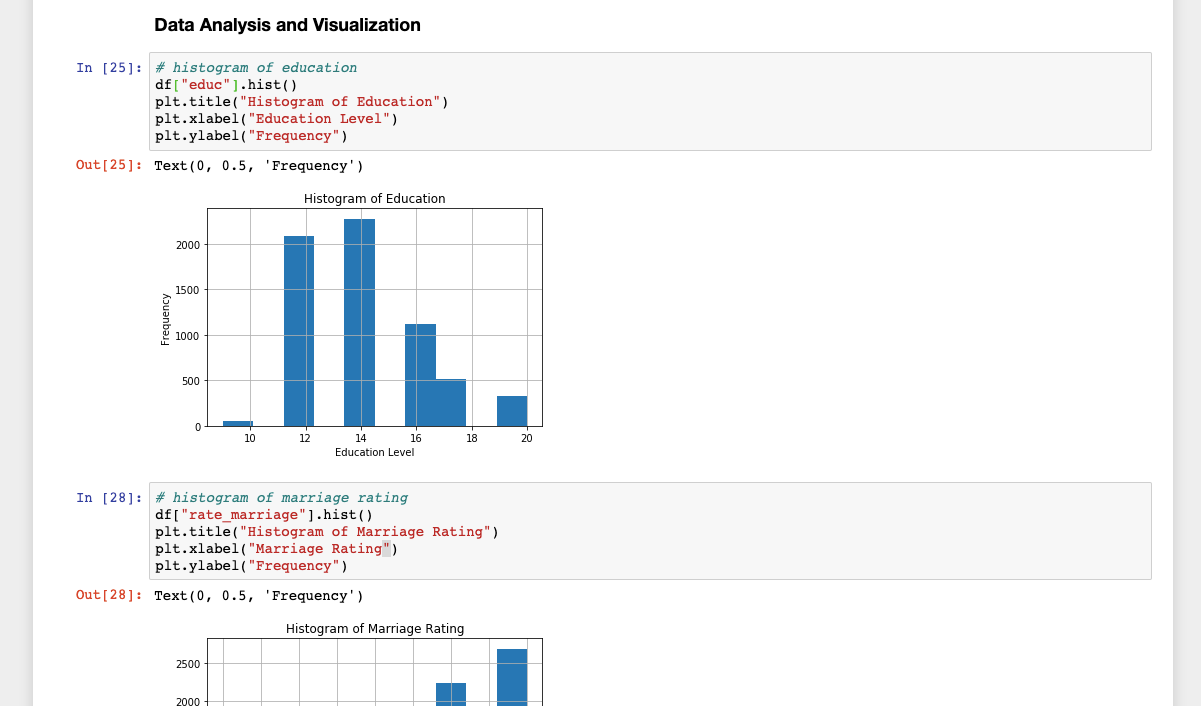 Data Analysis and Visualization
In [25]:
# histogram of education
df["educ"].hist()
plt.title("Histogram of Education")
plt.xlabel("Education Level")
plt.ylabel("Frequency")
Out[25]: Text(0, 0.5, 'Frequency')
Histogram of Education
2000
1500
1000
500
0
Frequency
10 12 14 16 18 20
Education Level
In [28]:
# histogram of marriage rating
df["rate_marriage"].hist()
plt.title("Histogram of Marriage Rating")
plt.xlabel("Marriage Rating")
plt.ylabel("Frequency")
Out[28]: Text(0, 0.5, 'Frequency')
Histogram of Marriage Rating
2500
2000